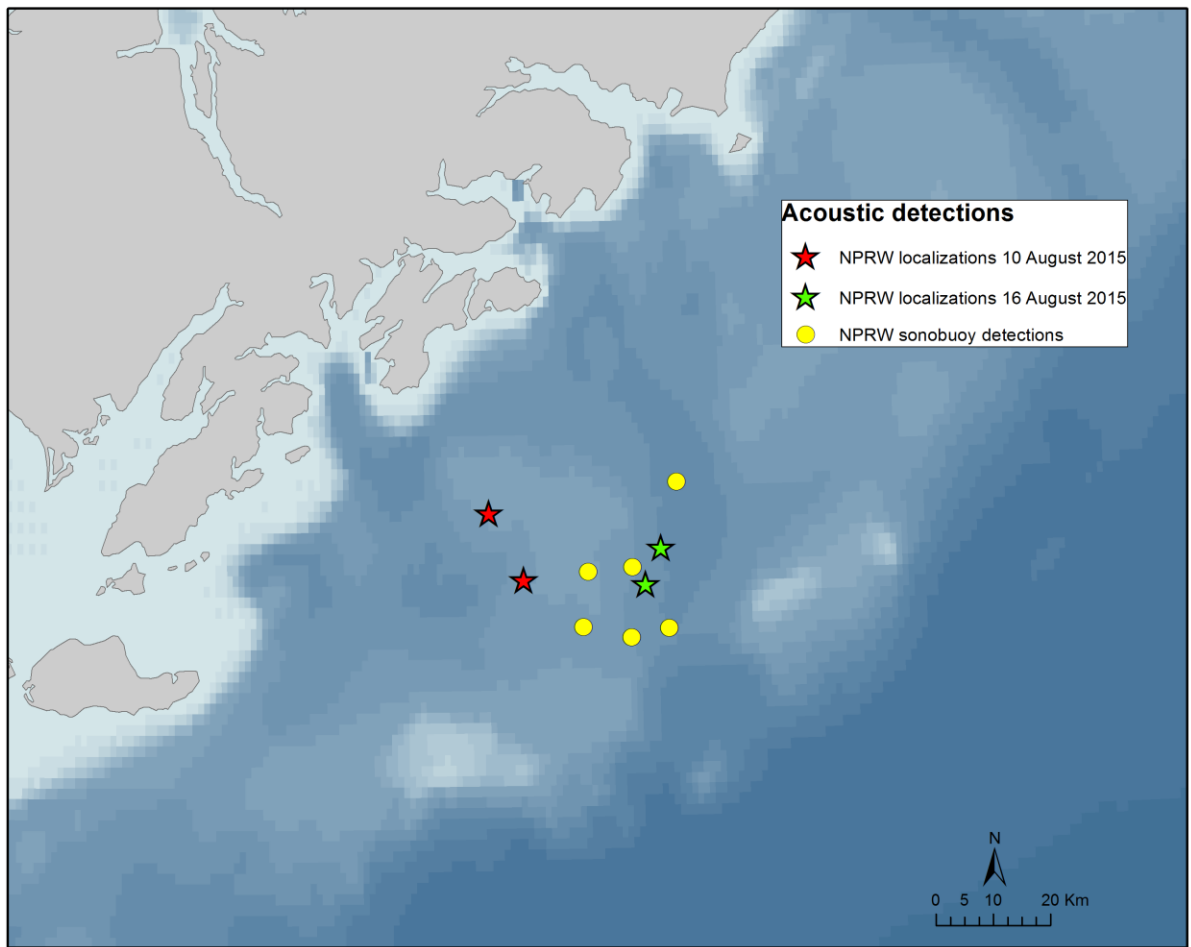 Acoustic detections
NPRW localizations 10 August 2015
NPRW localizations 16 August 2015
NPRW sonobuoy detections
N
0 5 10 20 Km